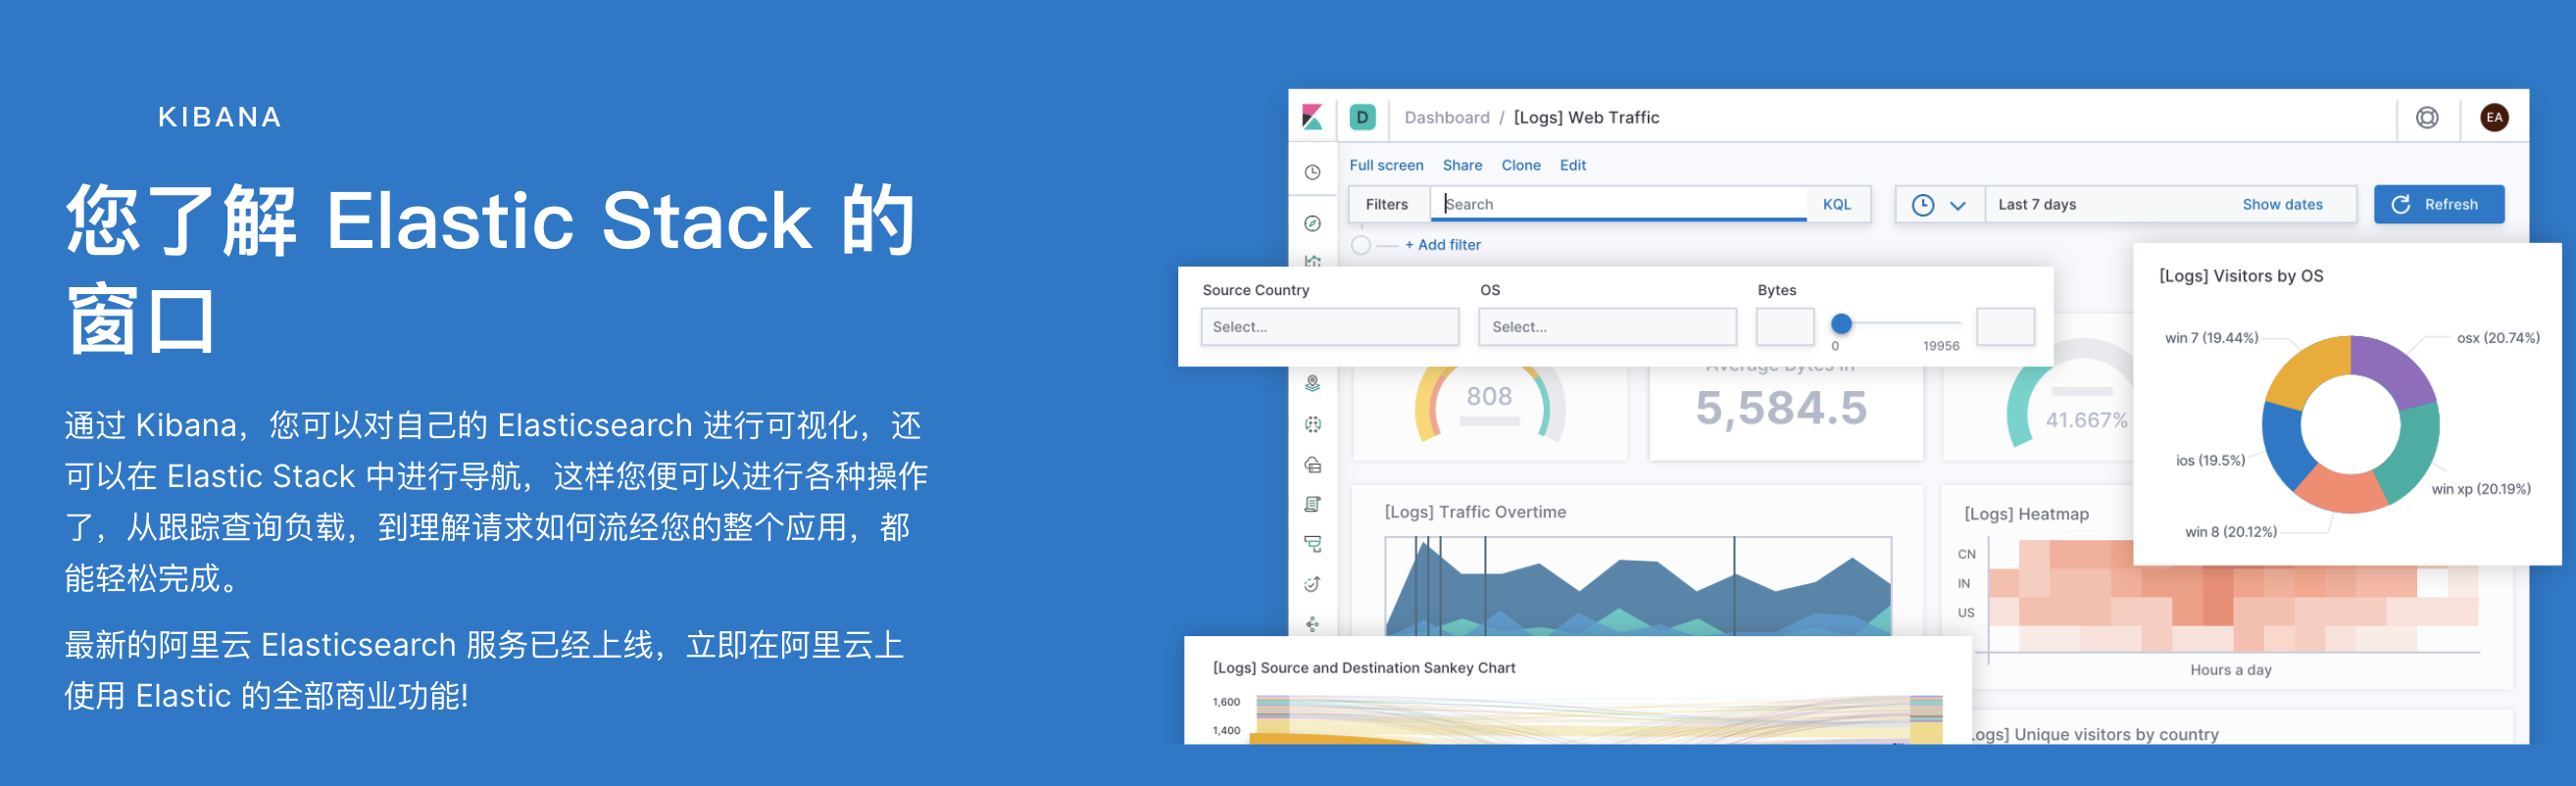 KIBANA
您了解 Elastic Stack 的
窗口
通过 Kibana，您可以对自己的 Elasticsearch 进行可视化，还
可以在 Elastic Stack 中进行导航，这样您便可以进行各种操作
了，从跟踪查询负载，到理解请求如何流经您的整个应用，都
能轻松完成。
最新的阿里云 Elasticsearch 服务已经上线，立即在阿里云上
使用 Elastic 的全部商业功能!
D
Dashboard / [Logs] Web Traffic
EA
Full screen Share Clone Edit
Filters Search KQL
Last 7 days Show dates
Refresh
+ Add filter
Source Country
Select...
OS
Select...
Bytes
0 19956
808
Average Bytes in
5,584.5
41.667%
[Logs] Visitors by OS
win 7 (19.44%)
osx (20.74%)
ios (19.5%)
win xp (20.19%)
win 8 (20.12%)
[Logs] Traffic Overtime
[Logs] Heatmap
CN
IN
US
Hours a day
[Logs] Source and Destination Sankey Chart
1,600
1,400
Logs] Unique visitors by country